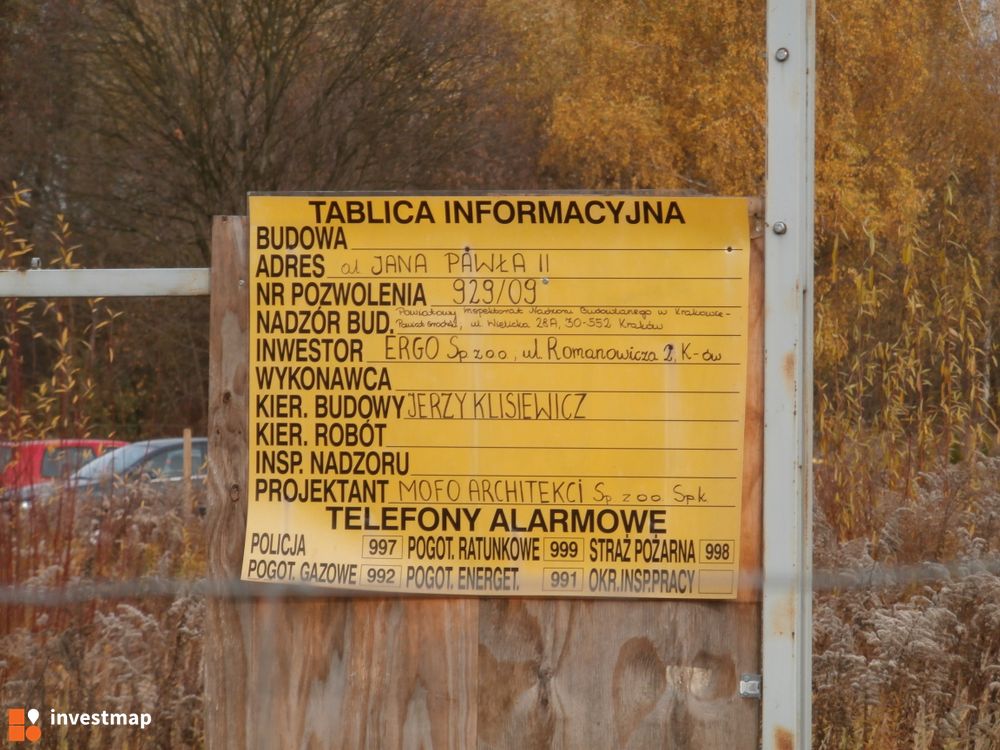 TABLICA INFORMACYJNA
BUDOWA
ADRES al. JANA PAWŁA II
NR POZWOLENIA 929/09
NADZÓR BUD. Powiatowy Inspektorat Nadzoru Budowlanego w Krakowie-
Powiat Grodzki, ul. Wielicka 28A, 30-552 Kraków
INWESTOR ERGO Sp. z o.o., ul. Romanowicza 2, K-ów
WYKONAWCA
KIER. BUDOWY JERZY KLISIEWICZ
KIER. ROBÓT
INSP. NADZORU
PROJEKTANT MOFO ARCHITEKCI Sp z oo Sp.k
TELEFONY ALARMOWE
POLICJA 997 POGOT. RATUNKOWE 999 STRAŻ POŻARNA 998
POGOT. GAZOWE 992 POGOT. ENERGET. 991 OKR.INSP.PRACY
investmap